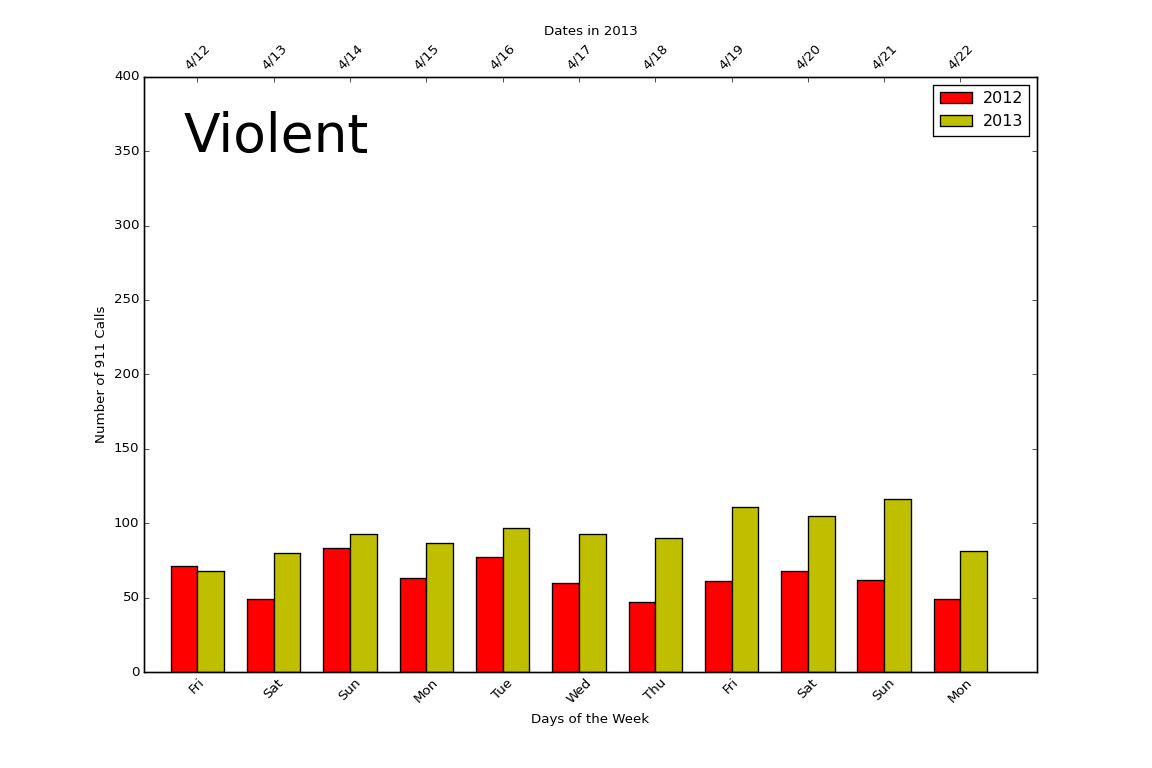 Dates in 2013
4/12 4/13 4/14 4/15 4/16 4/17 4/18 4/19 4/20 4/21 4/22
Violent
2012
2013
400
350
300
250
200
150
100
50
0
Number of 911 Calls
Fri Sat Sun Mon Tue Wed Thu Fri Sat Sun Mon
Days of the Week